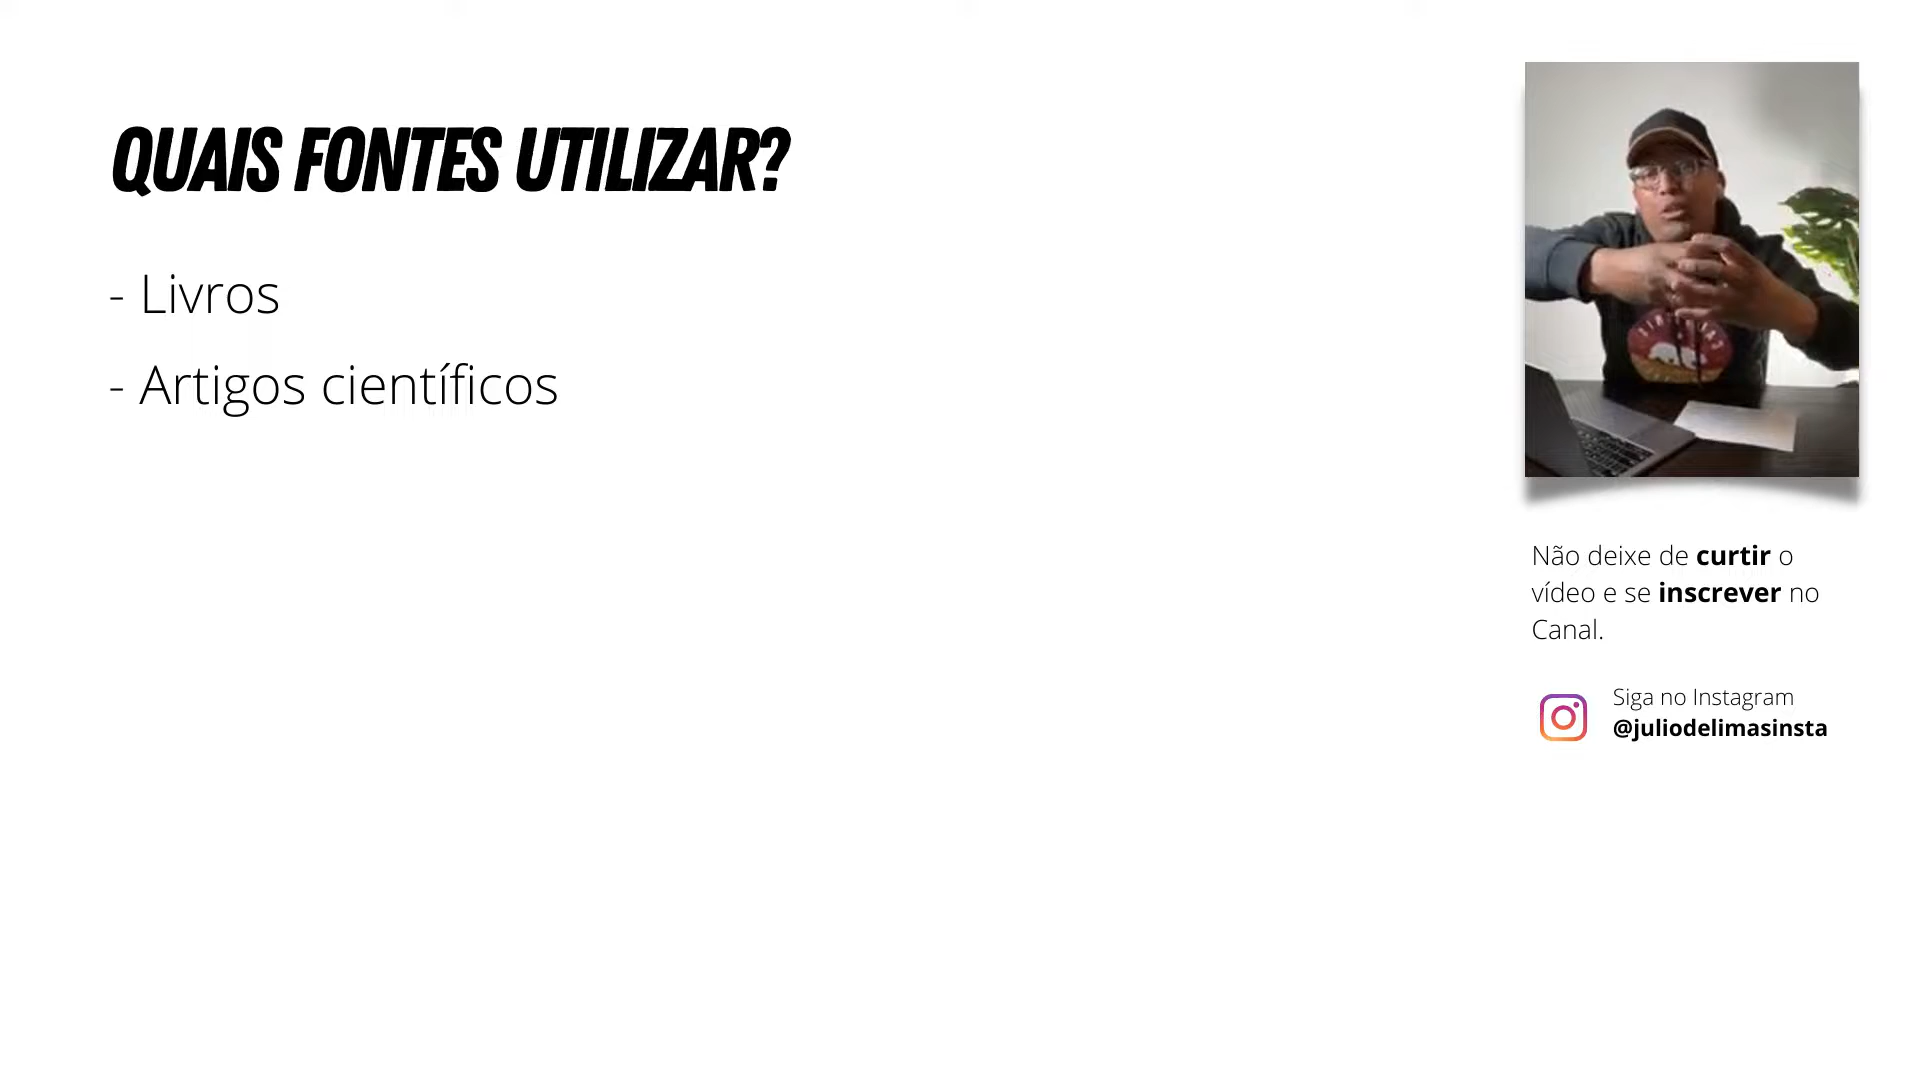 QUAIS FONTES UTILIZAR?
- Livros
- Artigos científicos
Não deixe de curtir o
vídeo e se inscrever no
Canal.
Siga no Instagram
@juliodelimasinsta